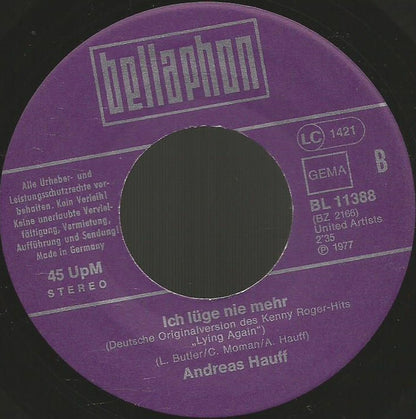 bellaphon
LC 1421
GEMA
B
BL 11388
(BZ 2166)
United Artists
2'35
℗ 1977
Alle Urheber- und
Leistungsschutzrechte vor-
behalten. Kein Verleih!
Keine unerlaubte Verviel-
fältigung, Vermietung,
Aufführung und Sendung!
Made in Germany
45 UpM
STEREO
Ich lüge nie mehr
(Deutsche Originalversion des Kenny Roger-Hits
„Lying Again“)
(L. Butler/C. Moman/A. Hauff)
Andreas Hauff